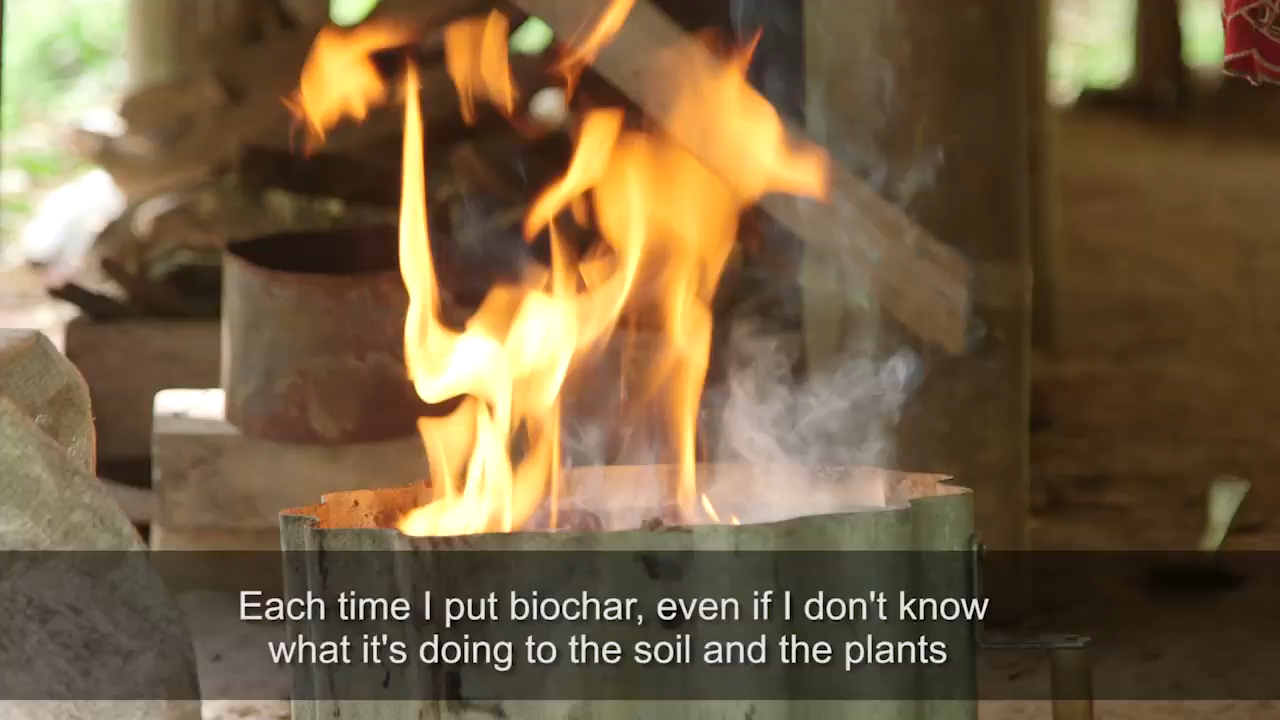 Each time I put biochar, even if I don't know
what it's doing to the soil and the plants